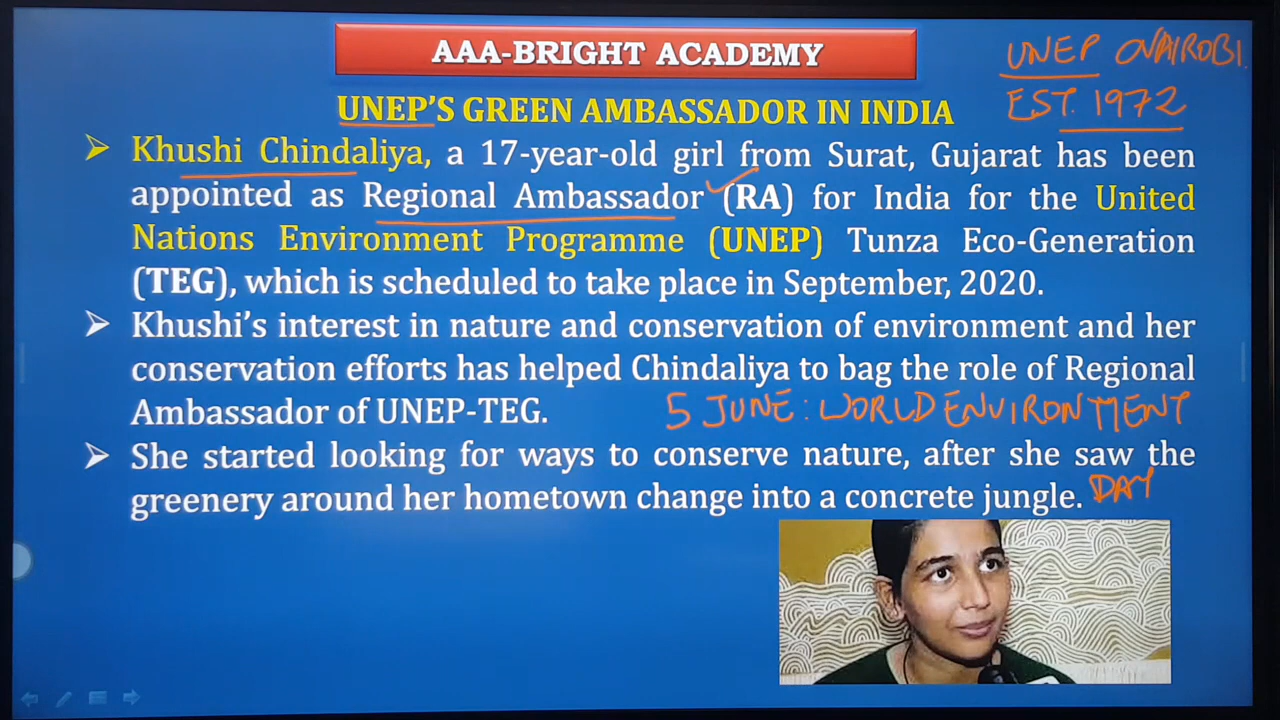 AAA-BRIGHT ACADEMY
UNEP NAIROBI.
EST. 1972
UNEP'S GREEN AMBASSADOR IN INDIA
Khushi Chindaliya, a 17-year-old girl from Surat, Gujarat has been
appointed as Regional Ambassador (RA) for India for the United
Nations Environment Programme (UNEP) Tunza Eco-Generation
(TEG), which is scheduled to take place in September, 2020.
Khushi's interest in nature and conservation of environment and her
conservation efforts has helped Chindaliya to bag the role of Regional
Ambassador of UNEP-TEG.
5 JUNE: WORLD ENVIRONMENT
DAY
She started looking for ways to conserve nature, after she saw the
greenery around her hometown change into a concrete jungle.